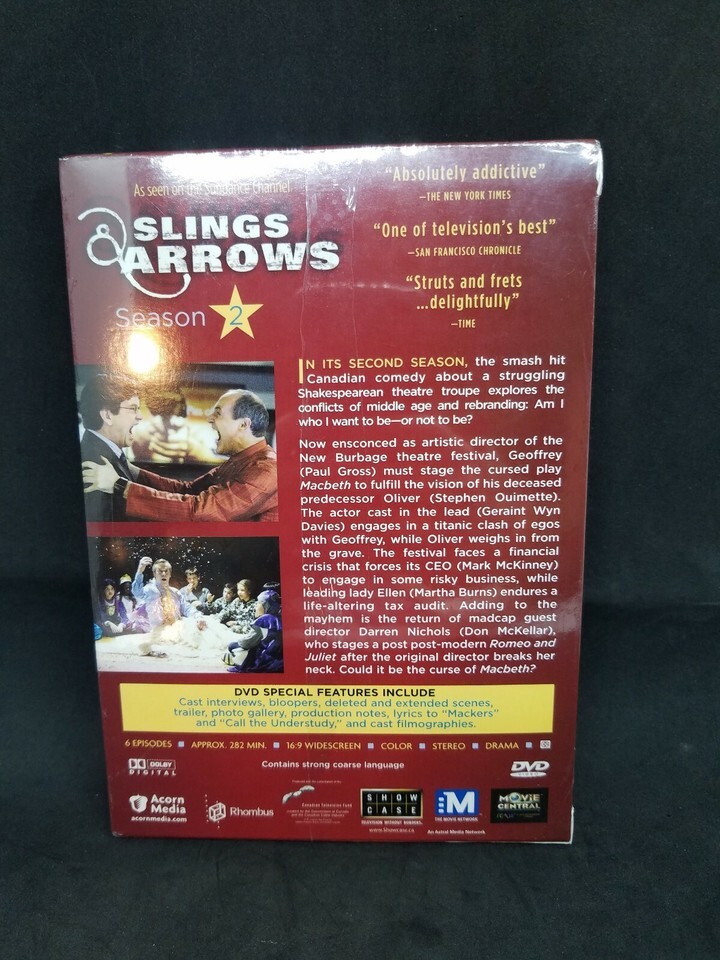 As seen on the Sundance Channel
SLINGS
& ARROWS
Season 2
"Absolutely addictive"
—THE NEW YORK TIMES
"One of television's best"
—SAN FRANCISCO CHRONICLE
"Struts and frets
...delightfully"
—TIME
IN ITS SECOND SEASON, the smash hit
Canadian comedy about a struggling
Shakespearean theatre troupe explores the
conflicts of middle age and rebranding: Am I
who I want to be—or not to be?
Now ensconced as artistic director of the
New Burbage theatre festival, Geoffrey
(Paul Gross) must stage the cursed play
Macbeth to fulfill the vision of his deceased
predecessor Oliver (Stephen Ouimette).
The actor cast in the lead (Geraint Wyn
Davies) engages in a titanic clash of egos
with Geoffrey, while Oliver weighs in from
the grave. The festival faces a financial
crisis that forces its CEO (Mark McKinney)
to engage in some risky business, while
leading lady Ellen (Martha Burns) endures a
life-altering tax audit. Adding to the
mayhem is the return of madcap guest
director Darren Nichols (Don McKellar),
who stages a post post-modern Romeo and
Juliet after the original director breaks her
neck. Could it be the curse of Macbeth?
DVD SPECIAL FEATURES INCLUDE
Cast interviews, bloopers, deleted and extended scenes,
trailer, photo gallery, production notes, lyrics to "Mackers"
and "Call the Understudy," and cast filmographies.
6 EPISODES ■ APPROX. 282 MIN. ■ 16:9 WIDESCREEN ■ COLOR ■ STEREO ■ DRAMA ■
DOLBY
DIGITAL
Contains strong coarse language
DVD
VIDEO
Acorn
Media
acornmedia.com
Rhombus
Canadian Television Fund
SHOW
CASE
TELEVISION WITHOUT BORDERS
www.showcase.ca
M
THE MOVIE NETWORK
An Astral Media Network
MOVIE
CENTRAL